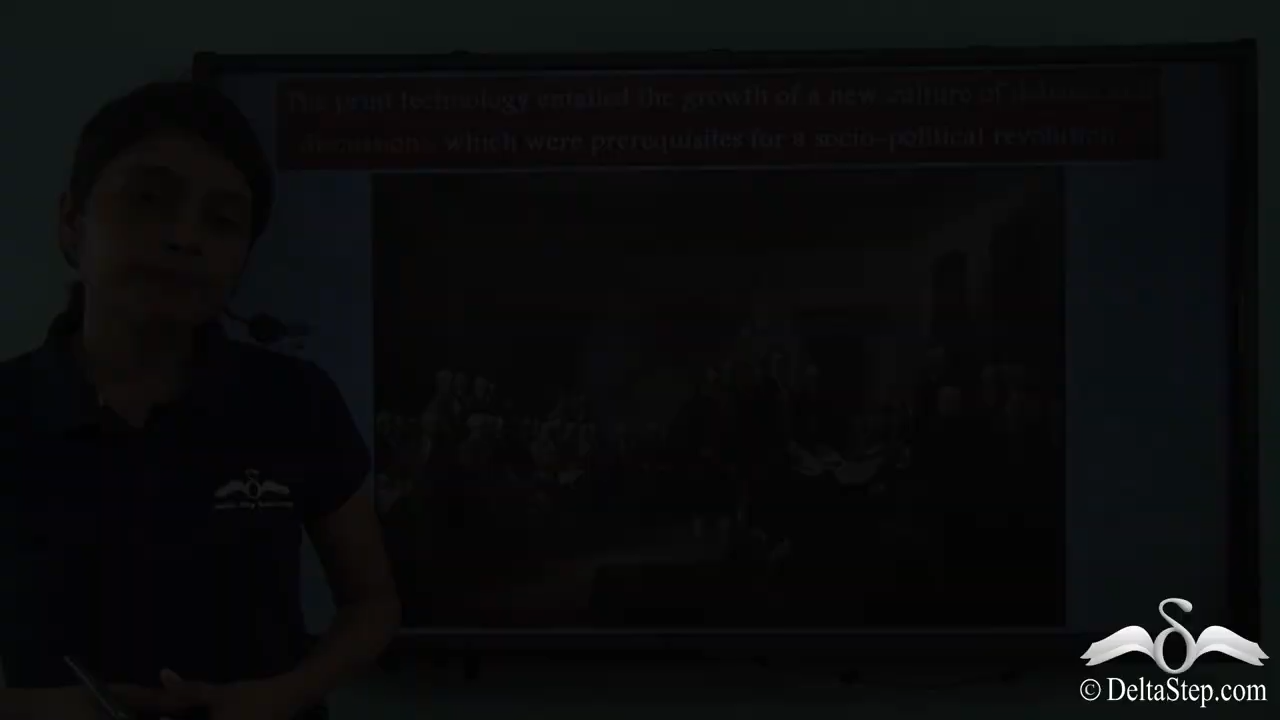 The print technology entailed the growth of a new culture of debates and
discussions, which were prerequisites for a socio-political revolution
© DeltaStep.com